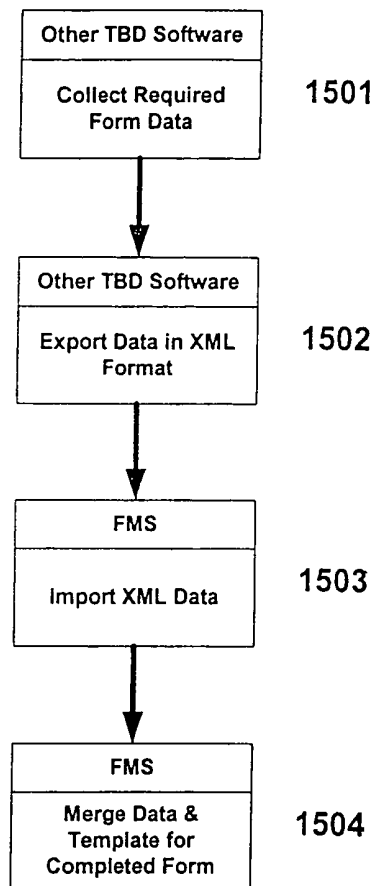 Other TBD Software
Collect Required
Form Data
1501
Other TBD Software
Export Data in XML
Format
1502
FMS
Import XML Data
1503
FMS
Merge Data &
Template for
Completed Form
1504